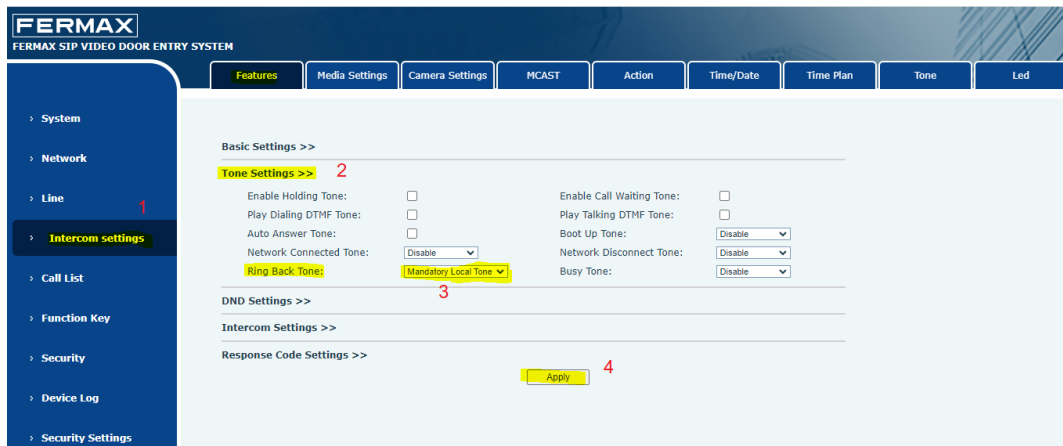 FERMAX
FERMAX SIP VIDEO DOOR ENTRY SYSTEM
Features Media Settings Camera Settings MCAST Action Time/Date Time Plan Tone Led
› System
› Network
› Line
1
› Intercom settings
› Call List
› Function Key
› Security
› Device Log
› Security Settings
Basic Settings >>
Tone Settings >> 2
Enable Holding Tone: Enable Call Waiting Tone:
Play Dialing DTMF Tone: Play Talking DTMF Tone:
Auto Answer Tone: Boot Up Tone: Disable
Network Connected Tone: Disable Network Disconnect Tone: Disable
Ring Back Tone: Mandatory Local Tone Busy Tone: Disable
3
DND Settings >>
Intercom Settings >>
Response Code Settings >>
Apply 4